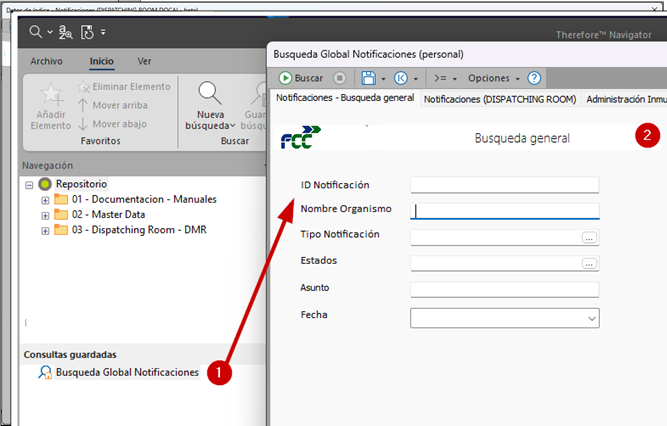 Datos de índice - Notificaciones (DISPATCHING ROOM DOCAI - beta)
Therefore™ Navigator
Archivo Inicio Ver
Añadir Elemento
Eliminar Elemento
Mover arriba
Mover abajo
Favoritos
Nueva búsqueda
Guar
búsqu
Buscar
Navegación
Repositorio
01 - Documentacion - Manuales
02 - Master Data
03 - Dispatching Room - DMR
Consultas guardadas
Busqueda Global Notificaciones
1
Busqueda Global Notificaciones (personal)
Buscar >= Opciones ?
Notificaciones - Busqueda general Notificaciones (DISPATCHING ROOM) Administración Inmu
FCC Busqueda general 2
ID Notificación
Nombre Organismo
Tipo Notificación ...
Estados ...
Asunto
Fecha